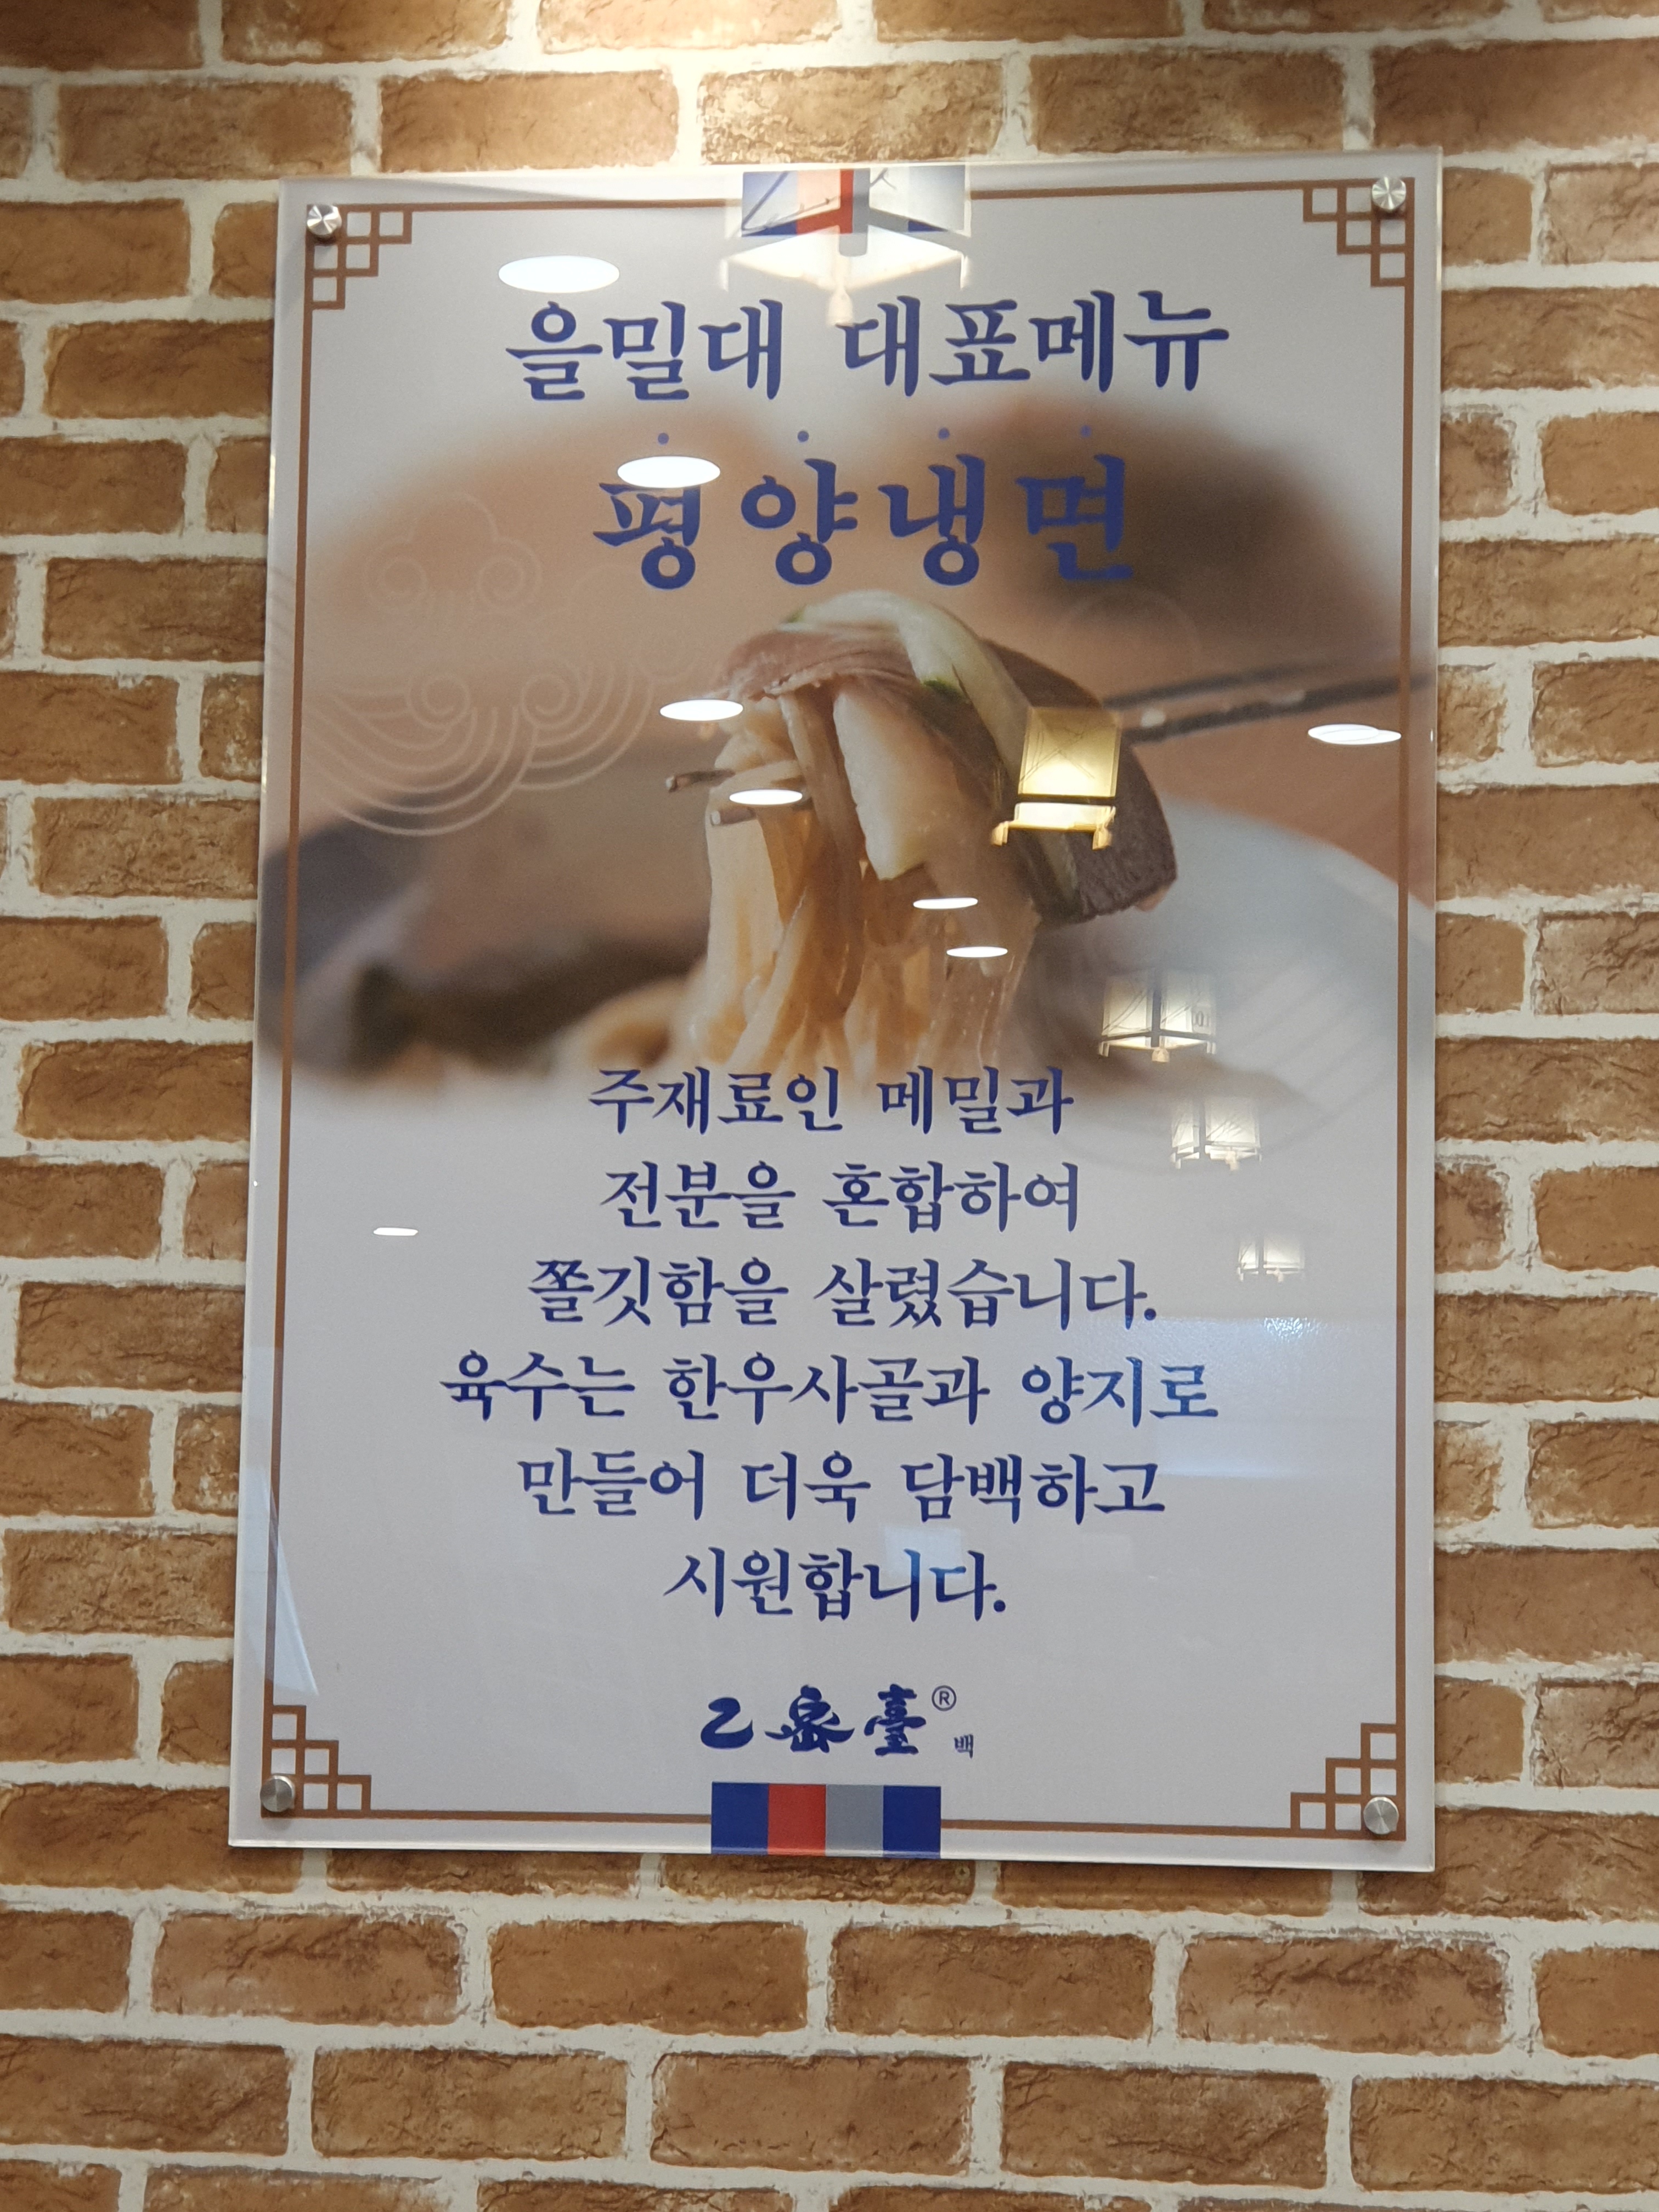 을밀대 대표메뉴
평양냉면
주재료인 메밀과
전분을 혼합하여
쫄깃함을 살렸습니다.
육수는 한우사골과 양지로
만들어 더욱 담백하고
시원합니다.
乙密臺®
백